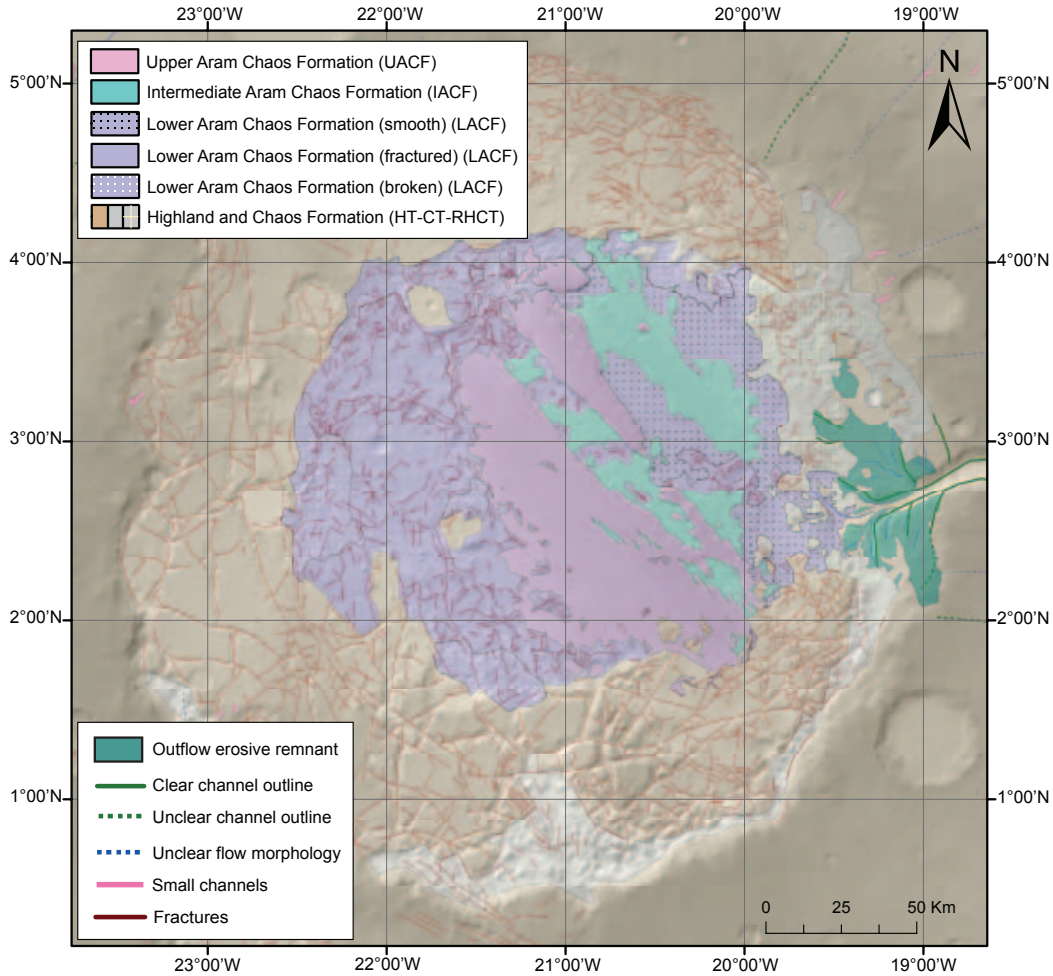 23°00'W 22°00'W 21°00'W 20°00'W 19°00'W
Upper Aram Chaos Formation (UACF)
Intermediate Aram Chaos Formation (IACF)
Lower Aram Chaos Formation (smooth) (LACF)
Lower Aram Chaos Formation (fractured) (LACF)
Lower Aram Chaos Formation (broken) (LACF)
Highland and Chaos Formation (HT-CT-RHCT)
N
5°00'N 5°00'N
4°00'N 4°00'N
3°00'N 3°00'N
2°00'N 2°00'N
1°00'N 1°00'N
Outflow erosive remnant
Clear channel outline
Unclear channel outline
Unclear flow morphology
Small channels
Fractures
0 25 50 Km
23°00'W 22°00'W 21°00'W 20°00'W 19°00'W